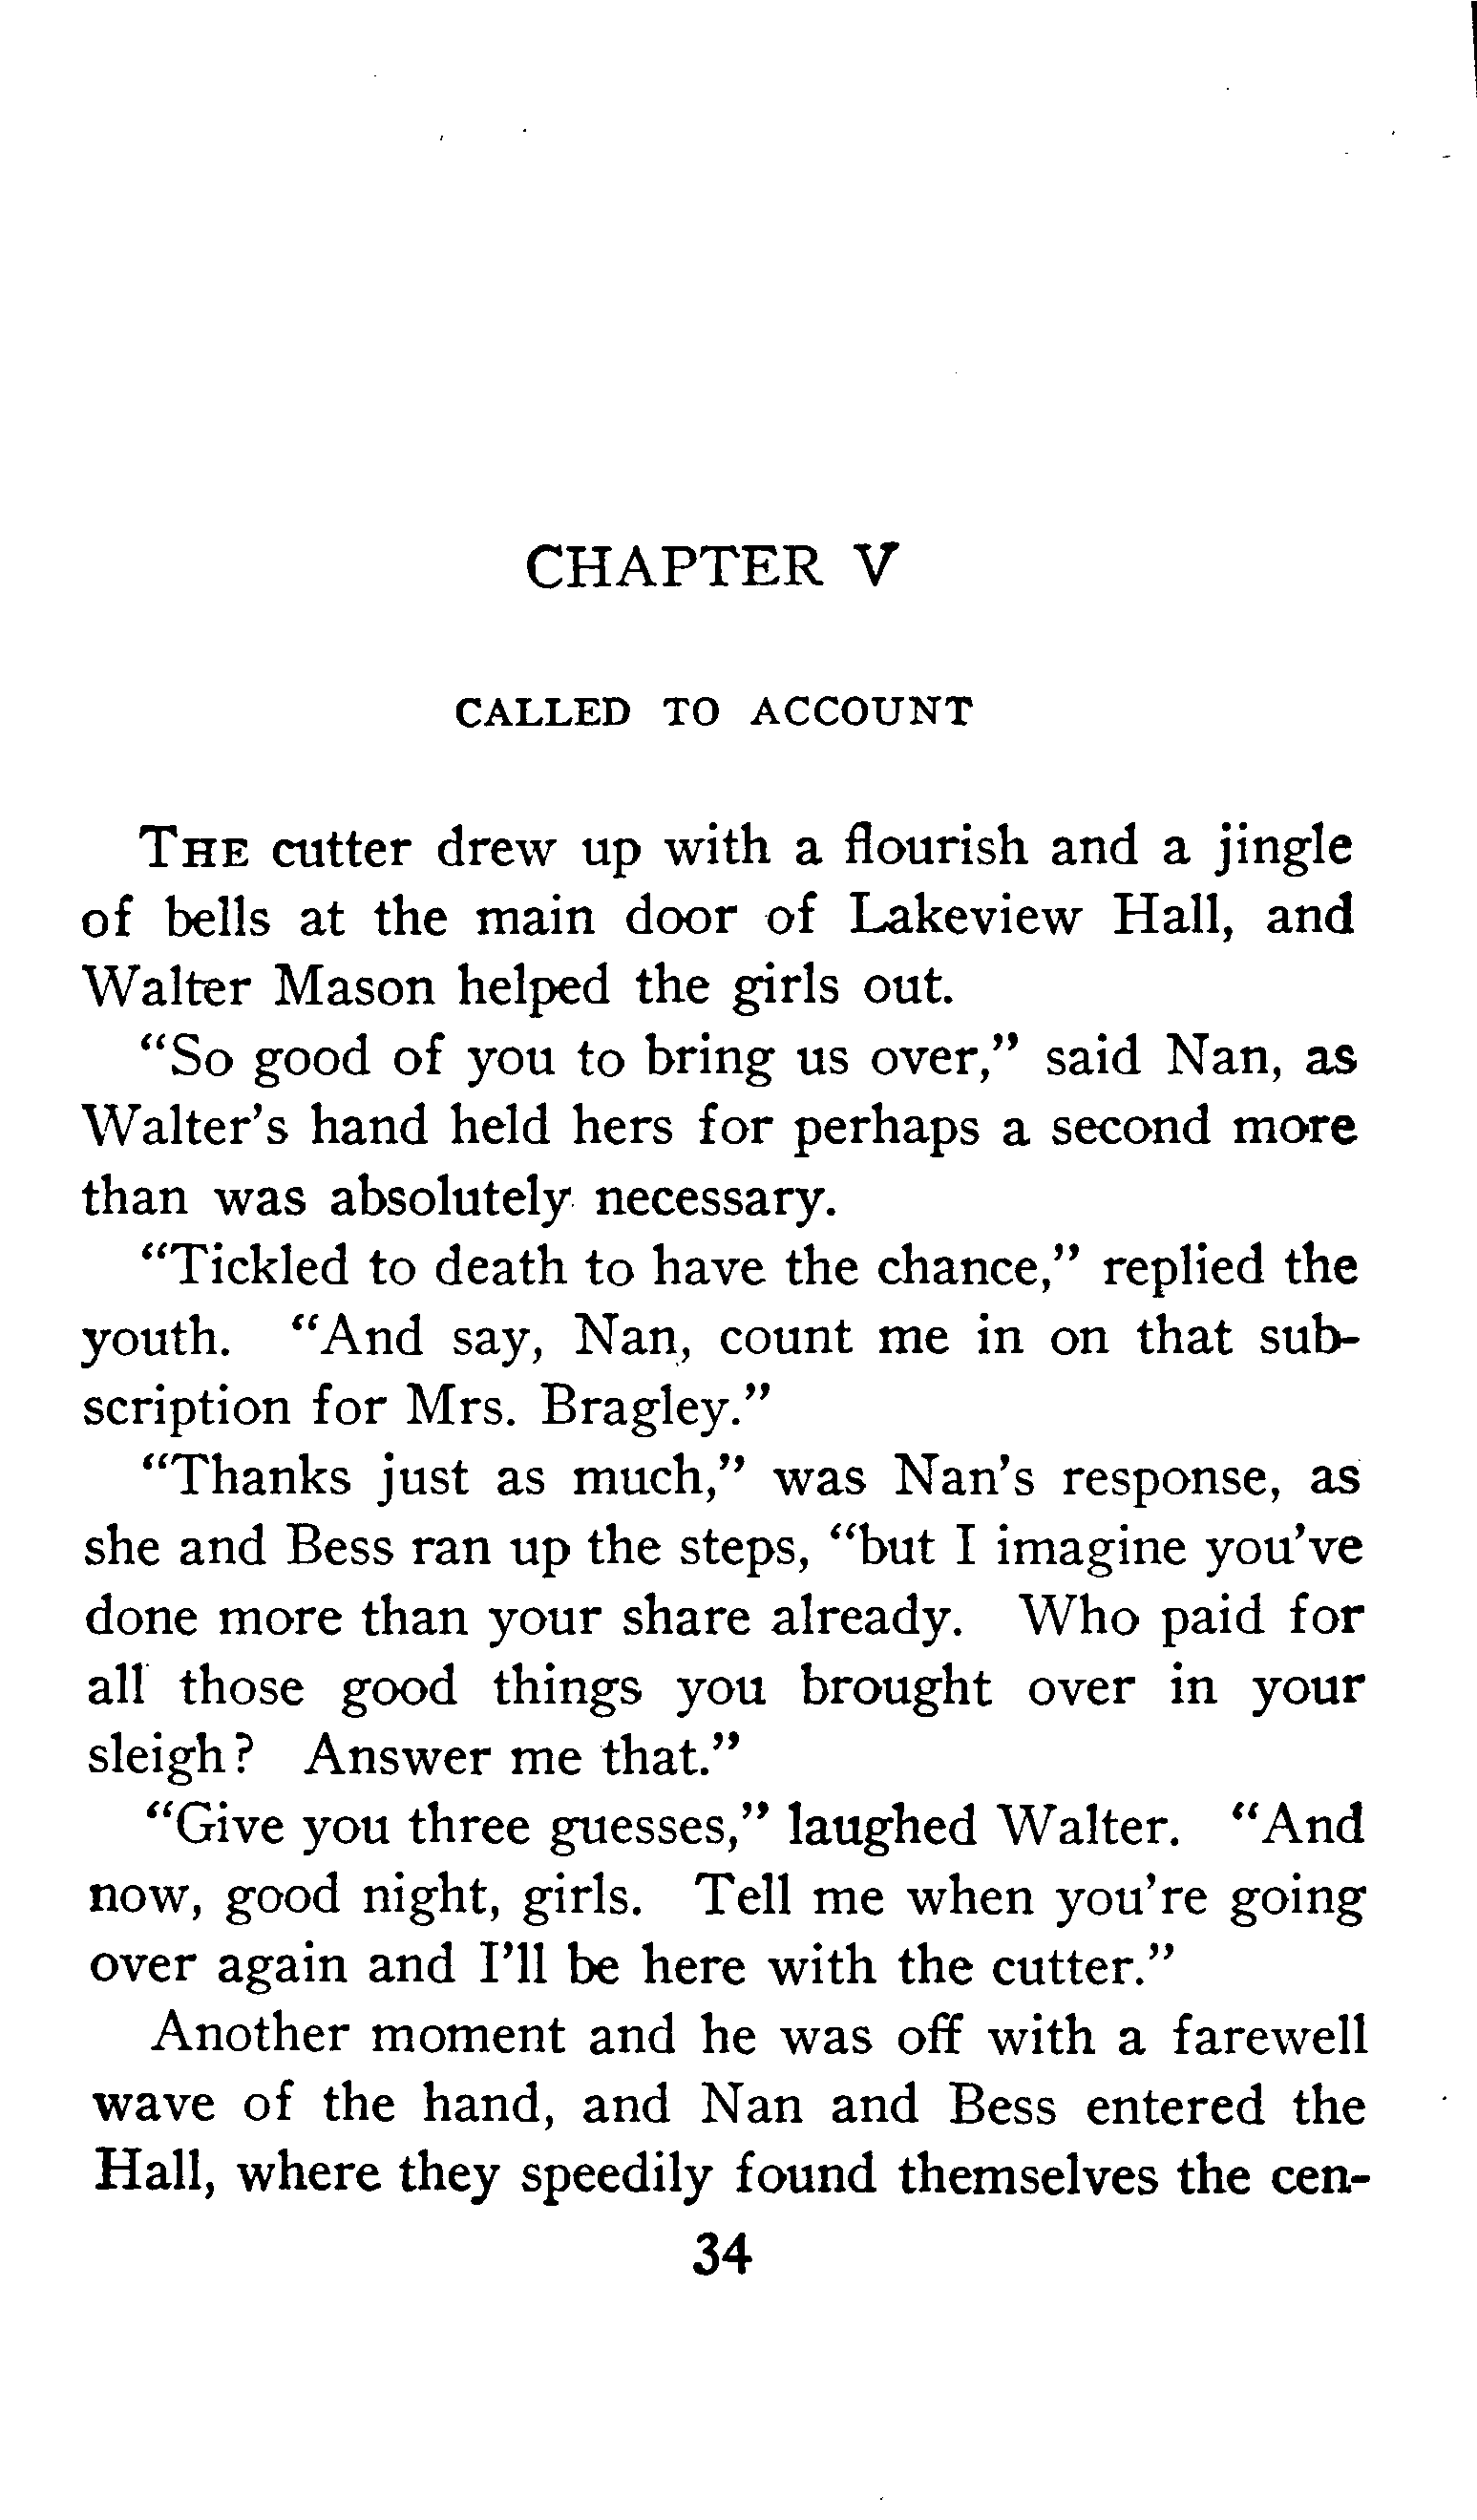 CHAPTER V
CALLED TO ACCOUNT
THE cutter drew up with a flourish and a jingle
of bells at the main door of Lakeview Hall, and
Walter Mason helped the girls out.
"So good of you to bring us over," said Nan, as
Walter's hand held hers for perhaps a second more
than was absolutely necessary.
"Tickled to death to have the chance," replied the
youth. "And say, Nan, count me in on that sub-
scription for Mrs. Bragley."
"Thanks just as much," was Nan's response, as
she and Bess ran up the steps, "but I imagine you've
done more than your share already. Who paid for
all those good things you brought over in your
sleigh? Answer me that."
"Give you three guesses," laughed Walter. "And
now, good night, girls. Tell me when you're going
over again and I'll be here with the cutter."
Another moment and he was off with a farewell
wave of the hand, and Nan and Bess entered the
Hall, where they speedily found themselves the cen-
34